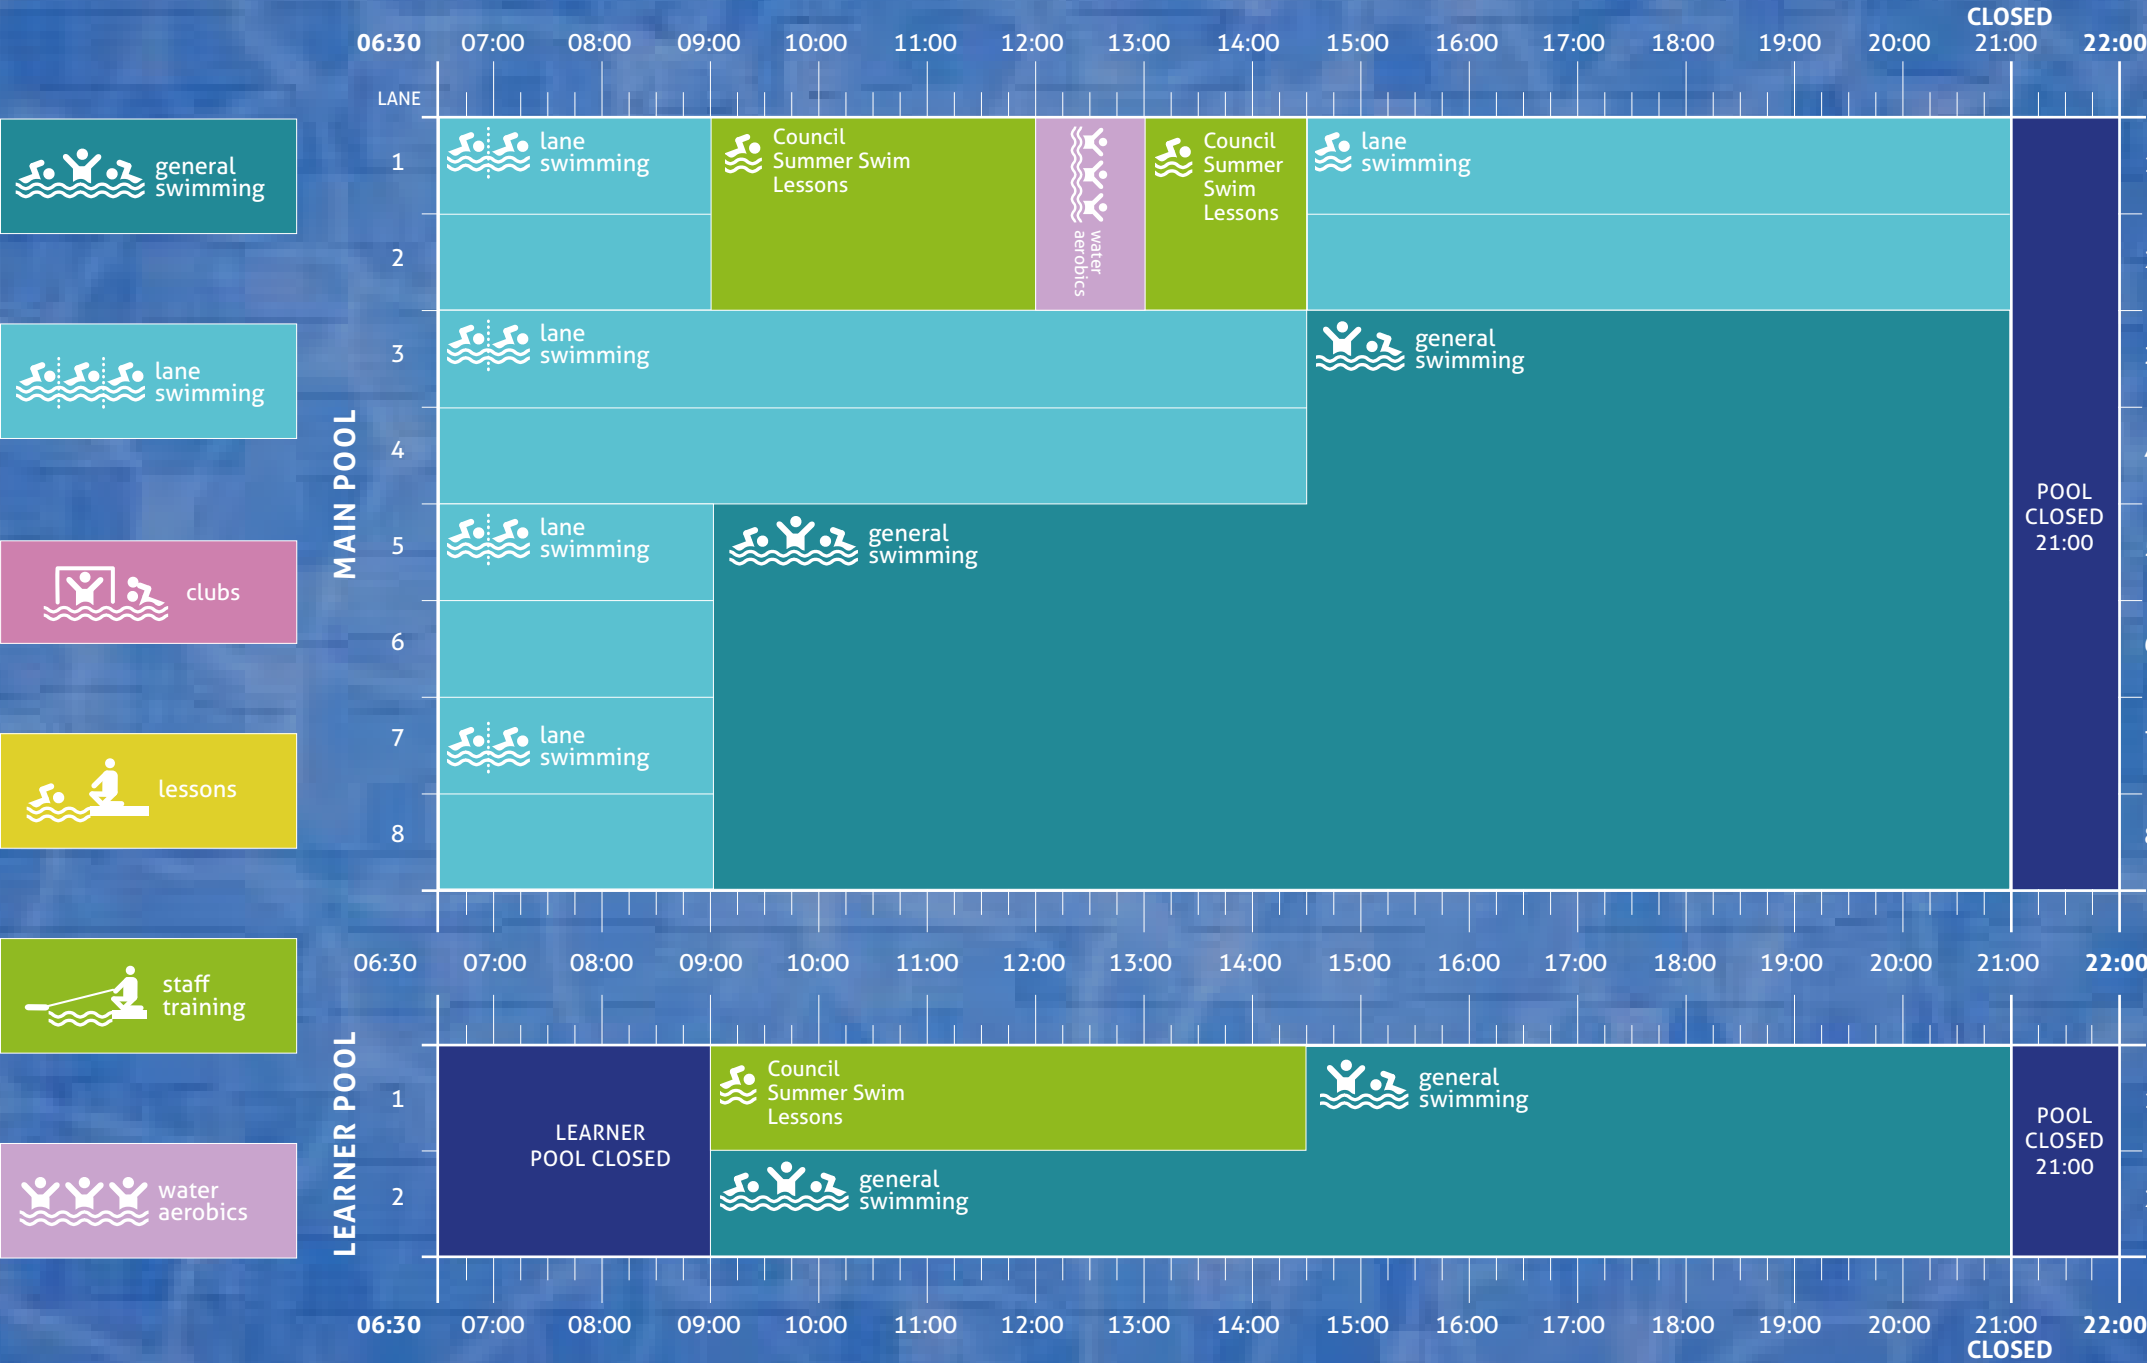 CLOSED
06:30 07:00 08:00 09:00 10:00 11:00 12:00 13:00 14:00 15:00 16:00 17:00 18:00 19:00 20:00 21:00 22:00
LANE
general
swimming
lane
swimming
clubs
lessons
staff
training
water
aerobics
MAIN POOL
1
2
3
4
5
6
7
8
lane
swimming
Council
Summer Swim
Lessons
water
aerobics
Council
Summer
Swim
Lessons
lane
swimming
lane
swimming
general
swimming
lane
swimming
general
swimming
lane
swimming
POOL
CLOSED
21:00
06:30 07:00 08:00 09:00 10:00 11:00 12:00 13:00 14:00 15:00 16:00 17:00 18:00 19:00 20:00 21:00 22:00
LEARNER POOL
1
2
LEARNER
POOL CLOSED
Council
Summer Swim
Lessons
general
swimming
general
swimming
POOL
CLOSED
21:00
06:30 07:00 08:00 09:00 10:00 11:00 12:00 13:00 14:00 15:00 16:00 17:00 18:00 19:00 20:00 21:00 22:00
CLOSED